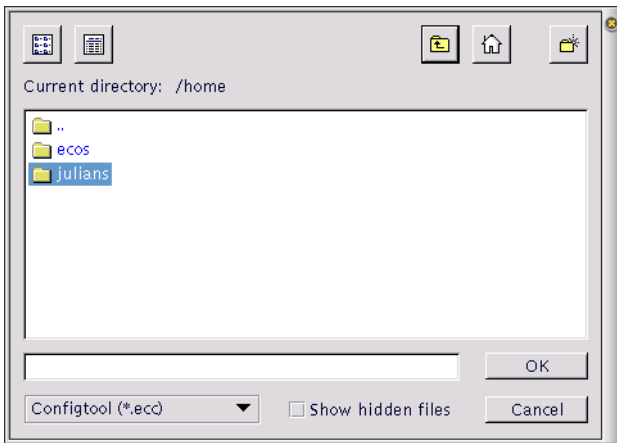 Current directory: /home
..
ecos
julians
OK
Configtool (*.ecc)
Show hidden files
Cancel